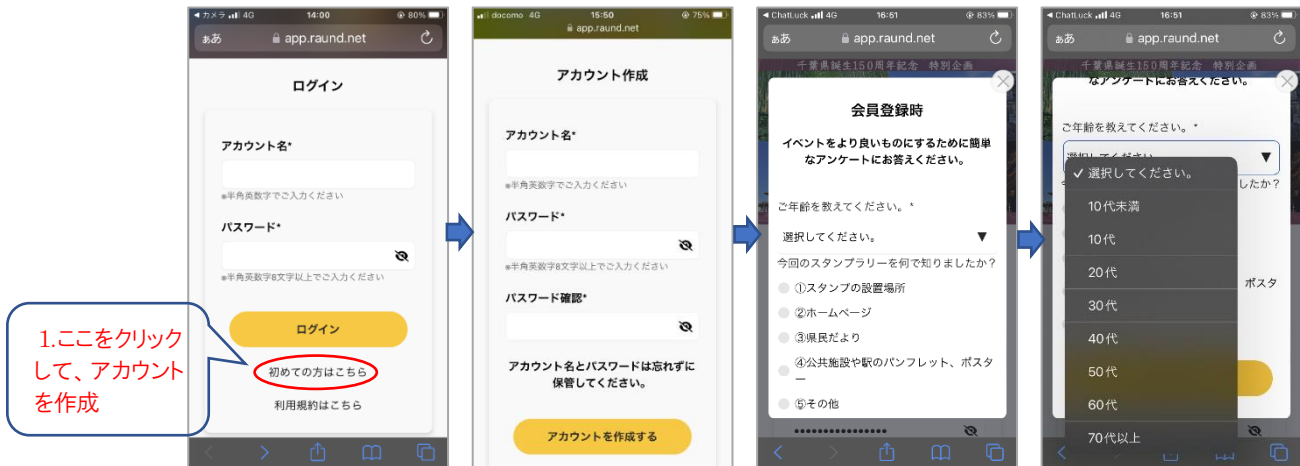 1.ここをクリック
して、アカウント
を作成
カメラ 4G 14:00 80%
ぁあ app.raund.net
ログイン
アカウント名*
※半角英数字でご入力ください
パスワード*
※半角英数字8文字以上でご入力ください
ログイン
初めての方はこちら
利用規約はこちら
docomo 4G 15:50 75%
app.raund.net
アカウント作成
アカウント名*
※半角英数字でご入力ください
パスワード*
※半角英数字8文字以上でご入力ください
パスワード確認*
アカウント名とパスワードは忘れずに
保管してください。
アカウントを作成する
ChatLuck 4G 16:51 83%
ぁあ app.raund.net
千葉県誕生150周年記念 特別企画
会員登録時
イベントをより良いものにするために簡単
なアンケートにお答えください。
ご年齢を教えてください。*
選択してください。
今回のスタンプラリーを何で知りましたか？
①スタンプの設置場所
②ホームページ
③県民だより
④公共施設や駅のパンフレット、ポスタ
ー
⑤その他
ChatLuck 4G 16:51 83%
ぁあ app.raund.net
千葉県誕生150周年記念 特別企画
なアンケートにお答えください。
ご年齢を教えてください。*
選択してください。
したか？
✓ 選択してください。
10代未満
10代
20代
ポスタ
30代
40代
50代
60代
70代以上